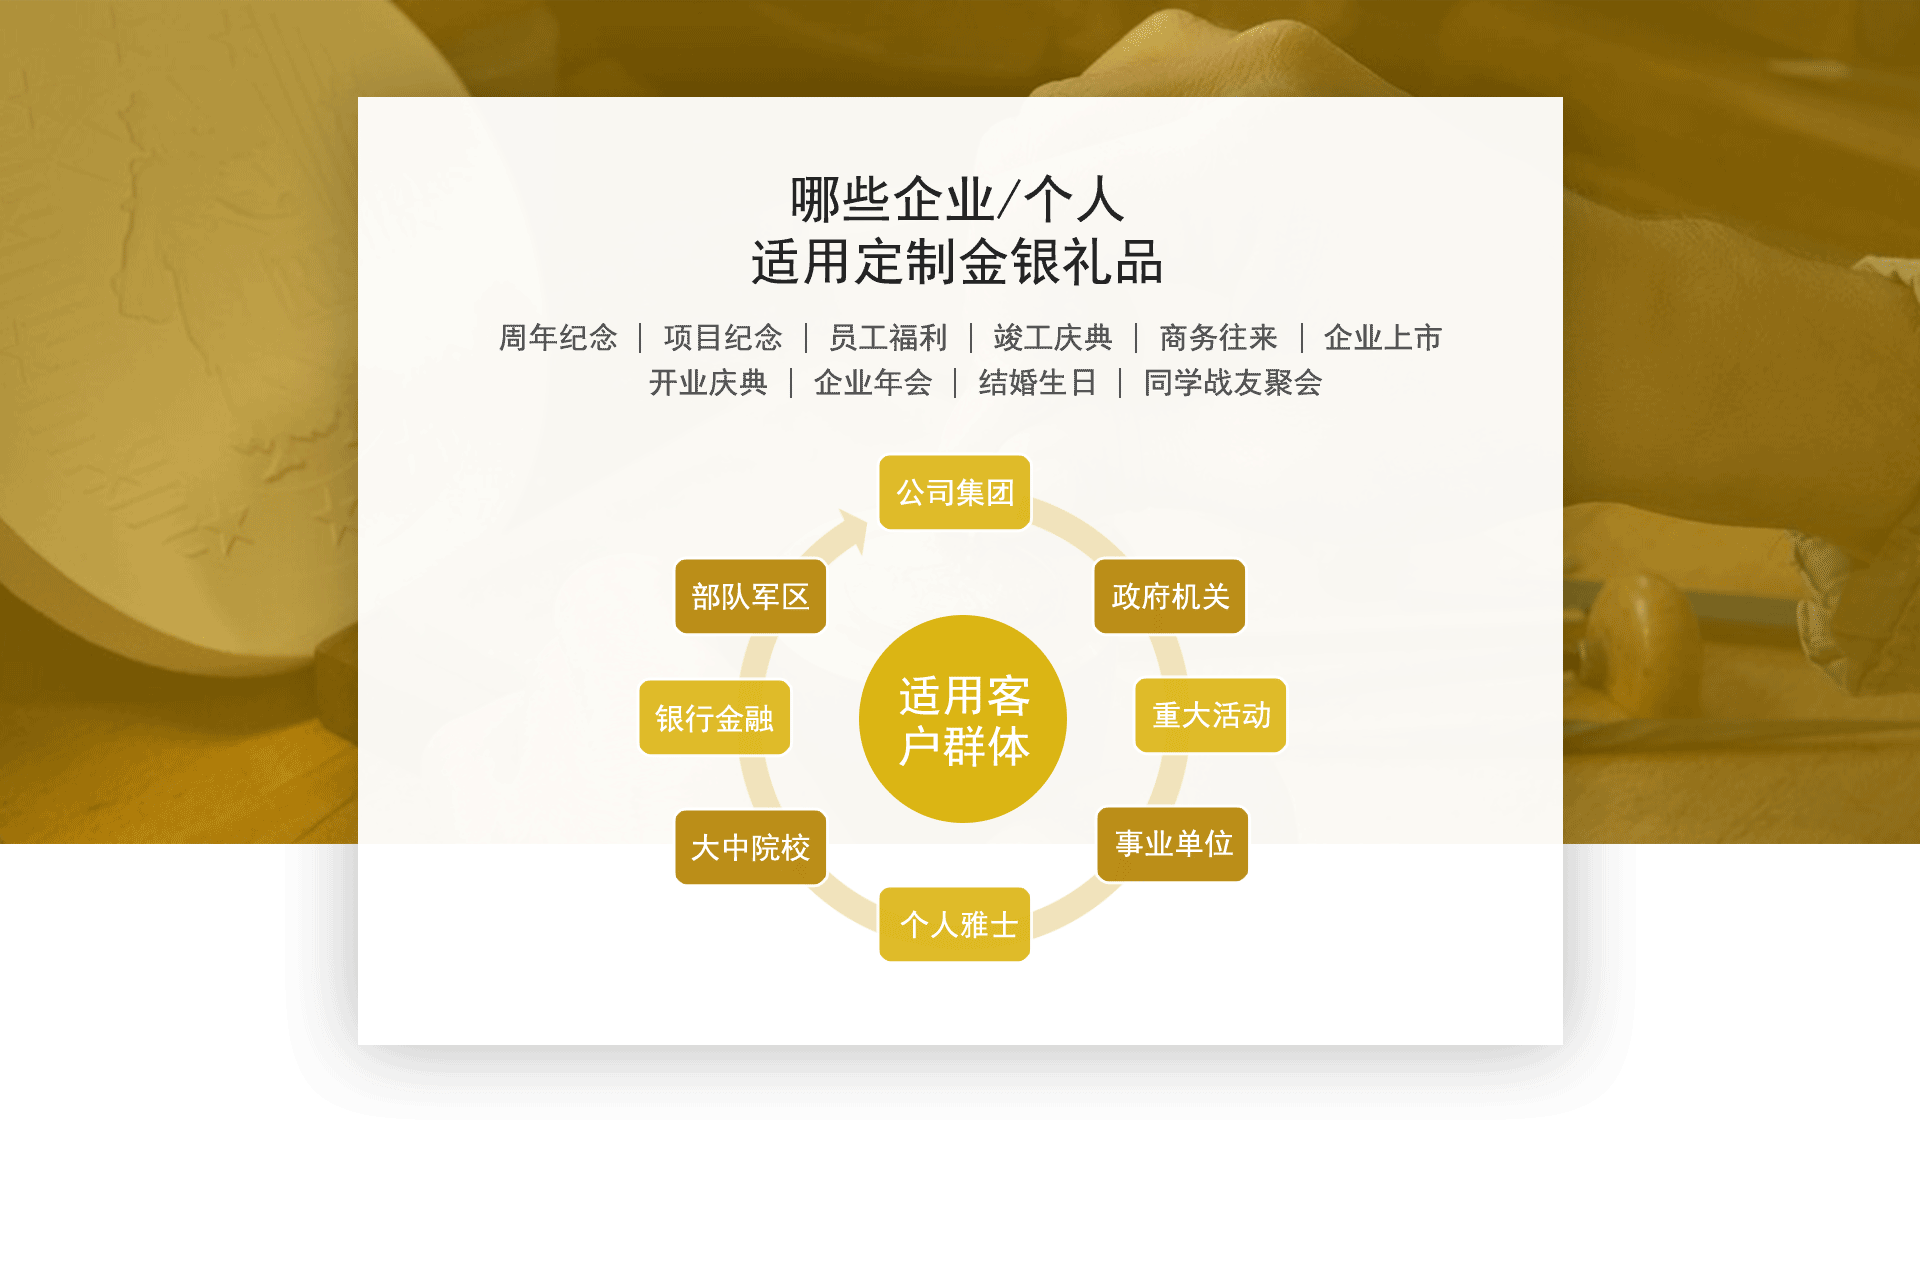 哪些企业/个人
适用定制金银礼品
周年纪念 | 项目纪念 | 员工福利 | 竣工庆典 | 商务往来 | 企业上市
开业庆典 | 企业年会 | 结婚生日 | 同学战友聚会
公司集团
部队军区
政府机关
适用客
户群体
银行金融
重大活动
大中院校
事业单位
个人雅士